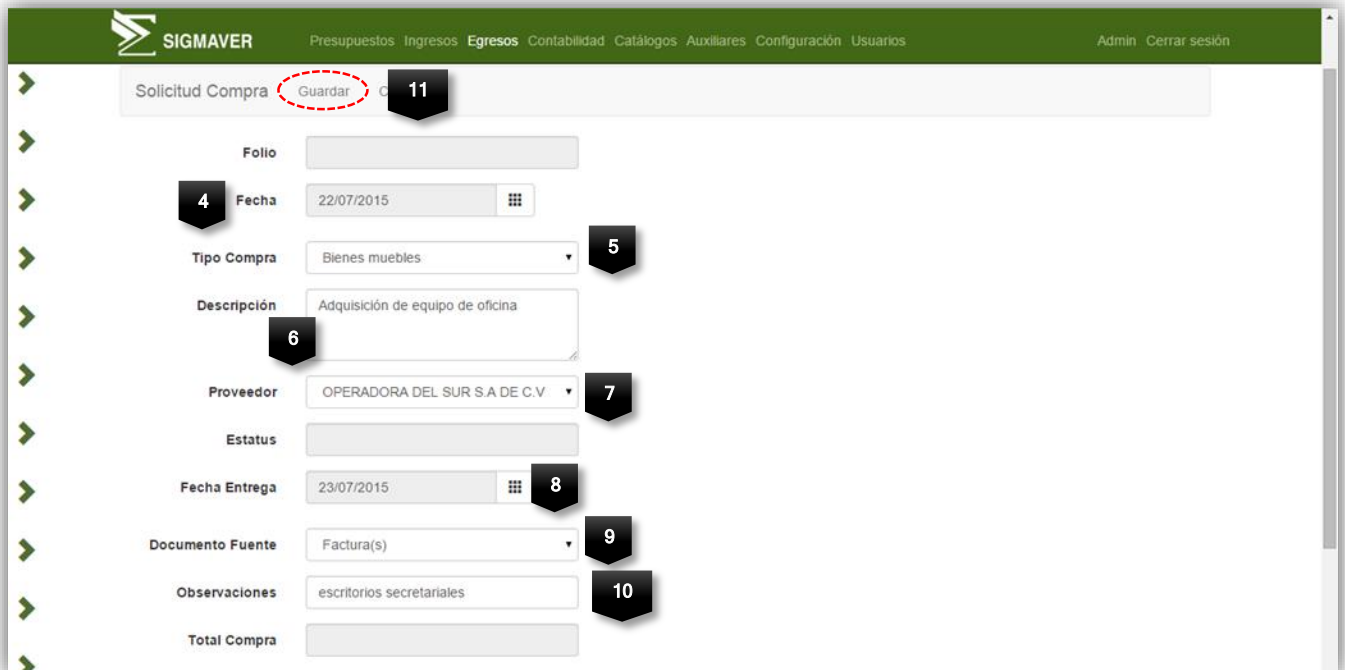 SIGMAVER Presupuestos Ingresos Egresos Contabilidad Catálogos Auxiliares Configuración Usuarios Admin Cerrar sesión
Solicitud Compra Guardar C 11
Folio
4 Fecha 22/07/2015
Tipo Compra Bienes muebles 5
Descripción Adquisición de equipo de oficina
6
Proveedor OPERADORA DEL SUR S.A DE C.V 7
Estatus
Fecha Entrega 23/07/2015 8
Documento Fuente Factura(s) 9
Observaciones escritorios secretariales 10
Total Compra